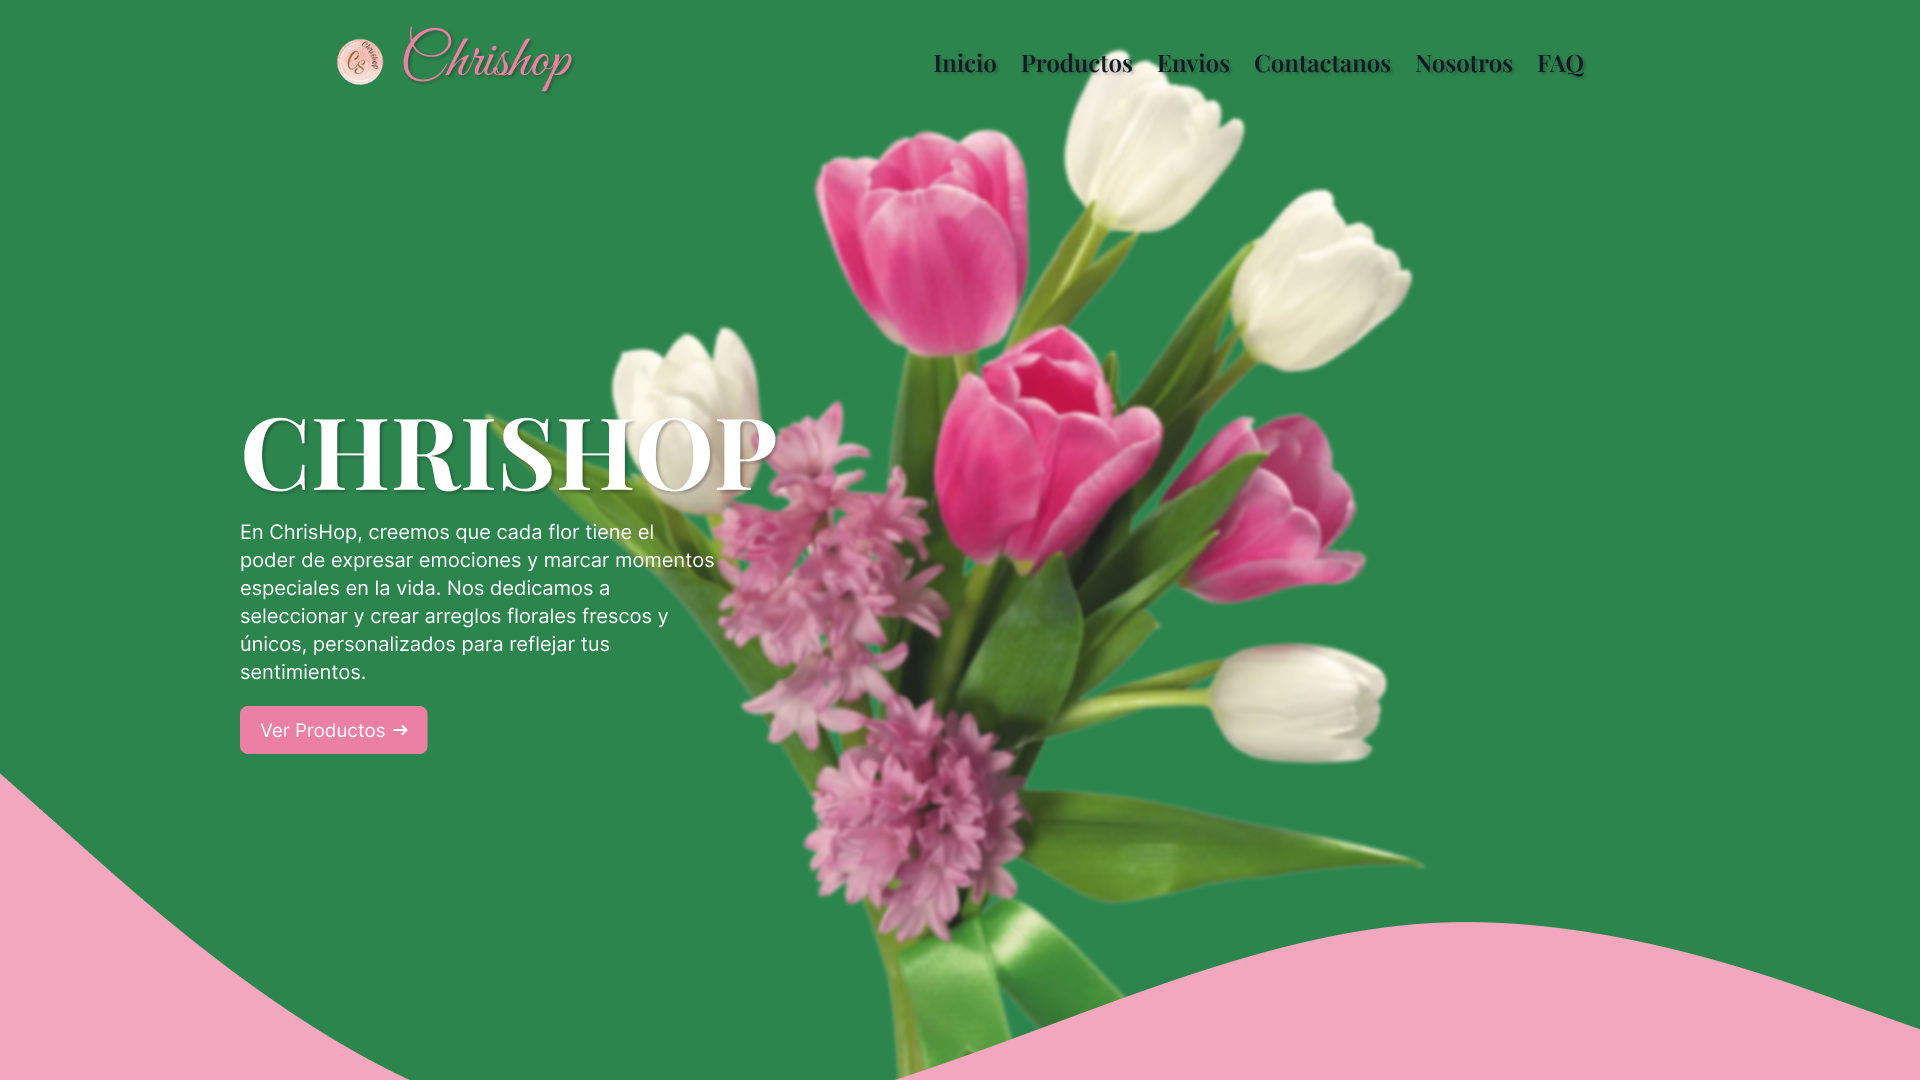 CS
Chrishop
Chrishop
Inicio Productos Envios Contactanos Nosotros FAQ
CHRISHOP
En ChrisHop, creemos que cada flor tiene el
poder de expresar emociones y marcar momentos
especiales en la vida. Nos dedicamos a
seleccionar y crear arreglos florales frescos y
únicos, personalizados para reflejar tus
sentimientos.
Ver Productos →